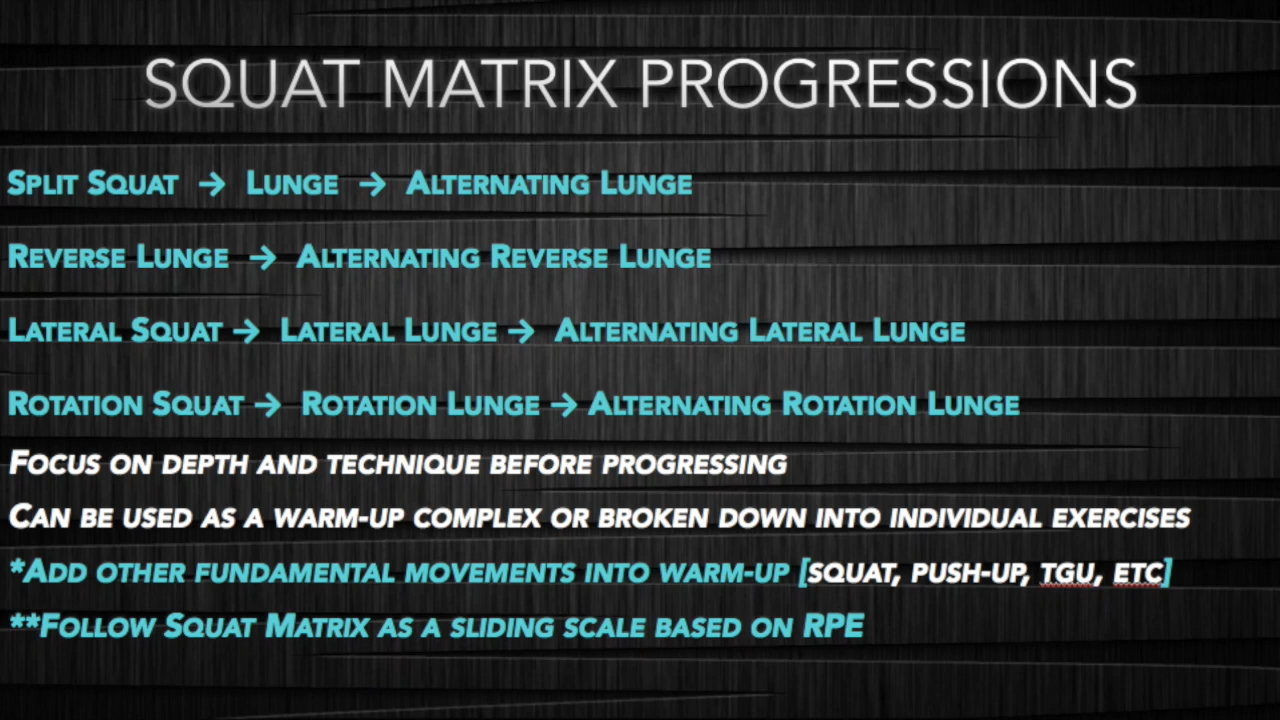 SQUAT MATRIX PROGRESSIONS
SPLIT SQUAT → LUNGE → ALTERNATING LUNGE
REVERSE LUNGE → ALTERNATING REVERSE LUNGE
LATERAL SQUAT → LATERAL LUNGE → ALTERNATING LATERAL LUNGE
ROTATION SQUAT → ROTATION LUNGE → ALTERNATING ROTATION LUNGE
FOCUS ON DEPTH AND TECHNIQUE BEFORE PROGRESSING
CAN BE USED AS A WARM-UP COMPLEX OR BROKEN DOWN INTO INDIVIDUAL EXERCISES
*ADD OTHER FUNDAMENTAL MOVEMENTS INTO WARM-UP [SQUAT, PUSH-UP, TGU, ETC]
**FOLLOW SQUAT MATRIX AS A SLIDING SCALE BASED ON RPE